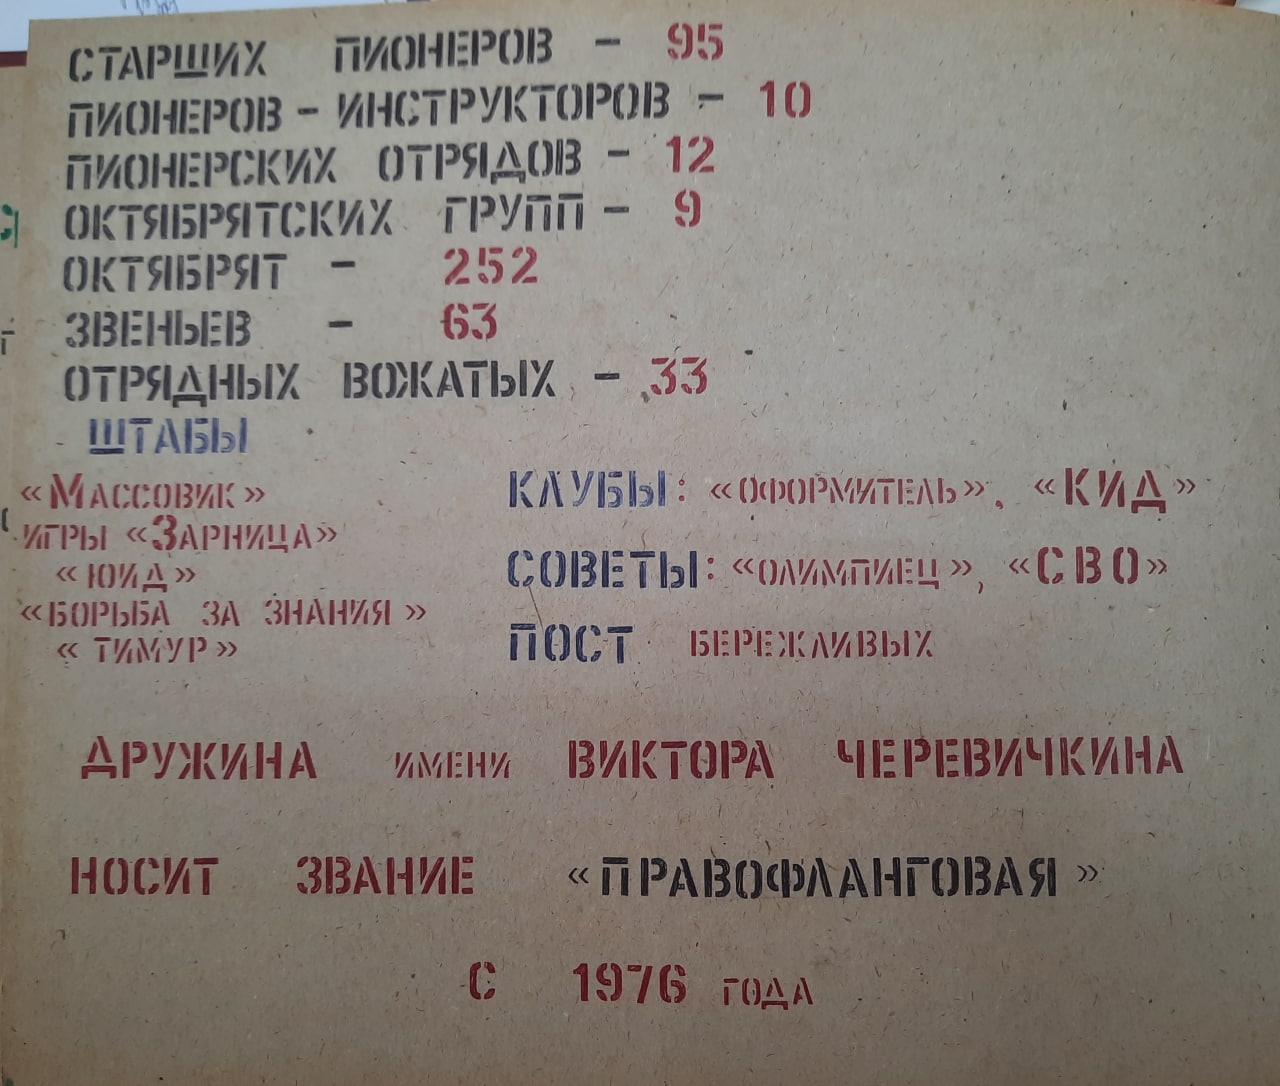 СТАРШИХ ПИОНЕРОВ – 95
ПИОНЕРОВ – ИНСТРУКТОРОВ – 10
ПИОНЕРСКИХ ОТРЯДОВ – 12
ОКТЯБРЯТСКИХ ГРУПП – 9
ОКТЯБРЯТ – 252
ЗВЕНЬЕВ – 63
ОТРЯДНЫХ ВОЖАТЫХ – 33
ШТАБЫ
«МАССОВИК»
ИГРЫ «ЗАРНИЦА»
«ЮИД»
«БОРЬБА ЗА ЗНАНИЯ»
«ТИМУР»
КЛУБЫ: «ОФОРМИТЕЛЬ», «КИД»
СОВЕТЫ: «ОЛИМПИЕЦ», «СВО»
ПОСТ БЕРЕЖЛИВЫХ
ДРУЖИНА ИМЕНИ ВИКТОРА ЧЕРЕВИЧКИНА
НОСИТ ЗВАНИЕ «ПРАВОФЛАНГОВАЯ»
С 1976 ГОДА